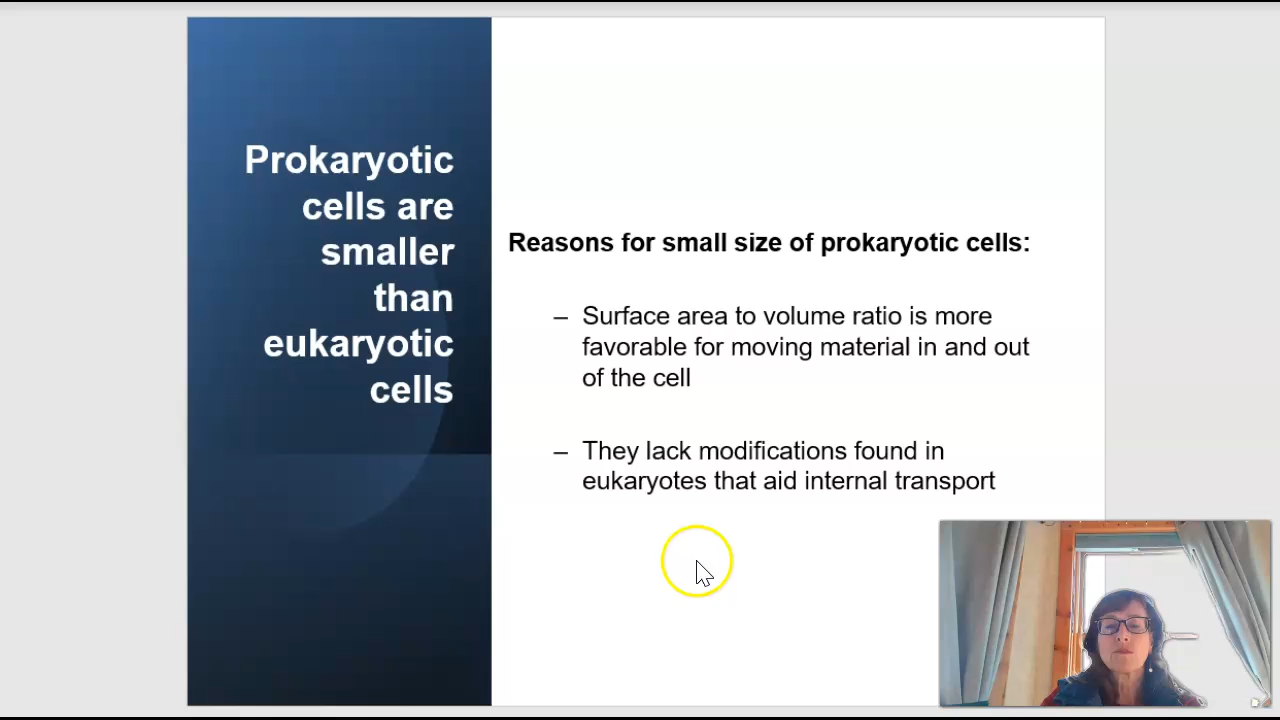 Prokaryotic
cells are
smaller
than
eukaryotic
cells
Reasons for small size of prokaryotic cells:
– Surface area to volume ratio is more
favorable for moving material in and out
of the cell
– They lack modifications found in
eukaryotes that aid internal transport